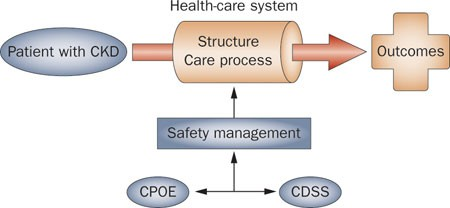 Health-care system
Patient with CKD
Structure
Care process
Outcomes
Safety management
CPOE
CDSS